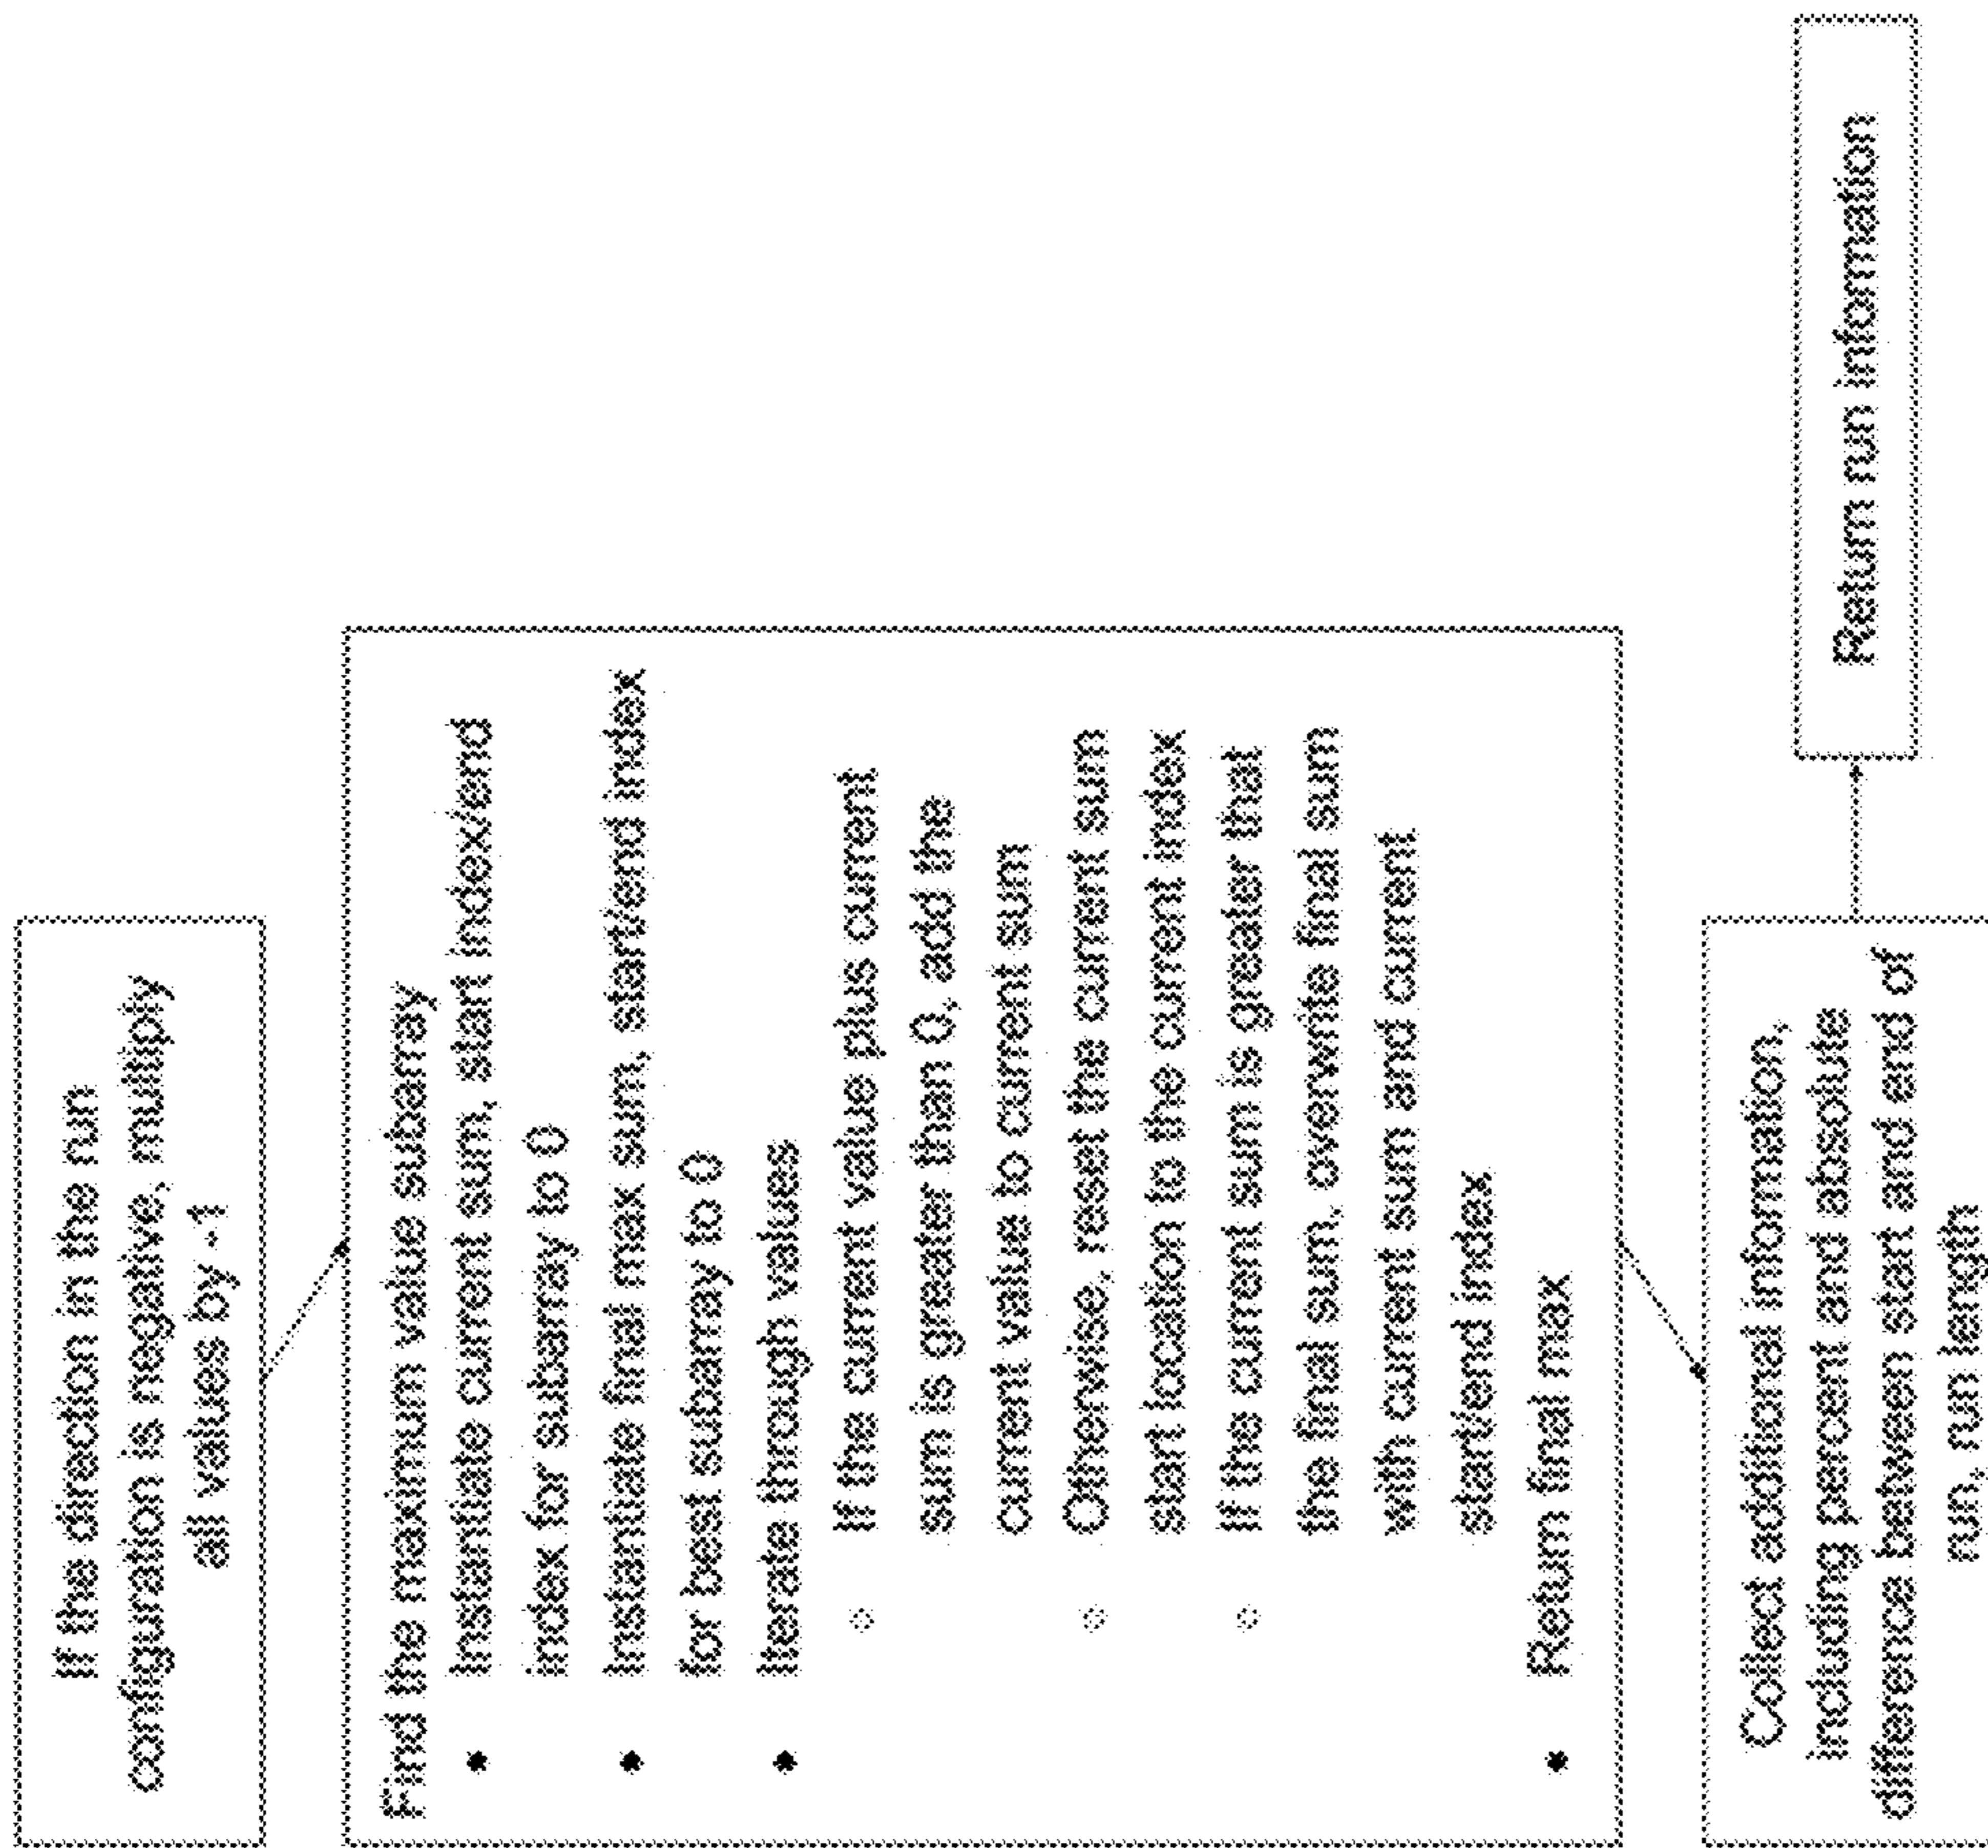 If the direction in the run
configuration is negative, multiply
all values by -1
Find the maximum value subarray
● Instantiate current sum, start index/end
index for subarray to 0
● Instantiate final max sum, start/end index
for best subarray to 0
● Iterate through values
○ If the current value plus current
sum is greater than 0, add the
current value to current sum
○ Otherwise, reset the current sum
start location to the current index
○ If the current sum is greater that
the final sum, overwrite final sum
with current sum and current
start/end index
● Return final max
Collect additional information,
including percent and absolute
difference between start and end of
run, run length
Return run information